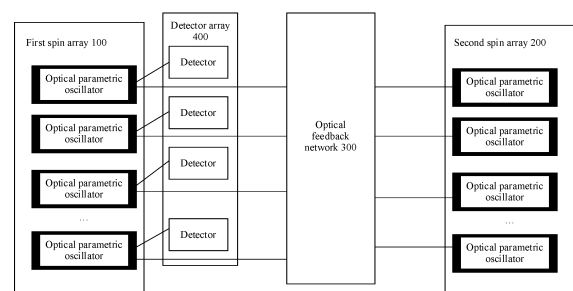 First spin array 100
Optical parametric
oscillator
Optical parametric
oscillator
Optical parametric
oscillator
...
Optical parametric
oscillator
Detector array
400
Detector
Detector
Detector
Detector
Optical
feedback
network 300
Second spin array 200
Optical parametric
oscillator
Optical parametric
oscillator
Optical parametric
oscillator
...
Optical parametric
oscillator